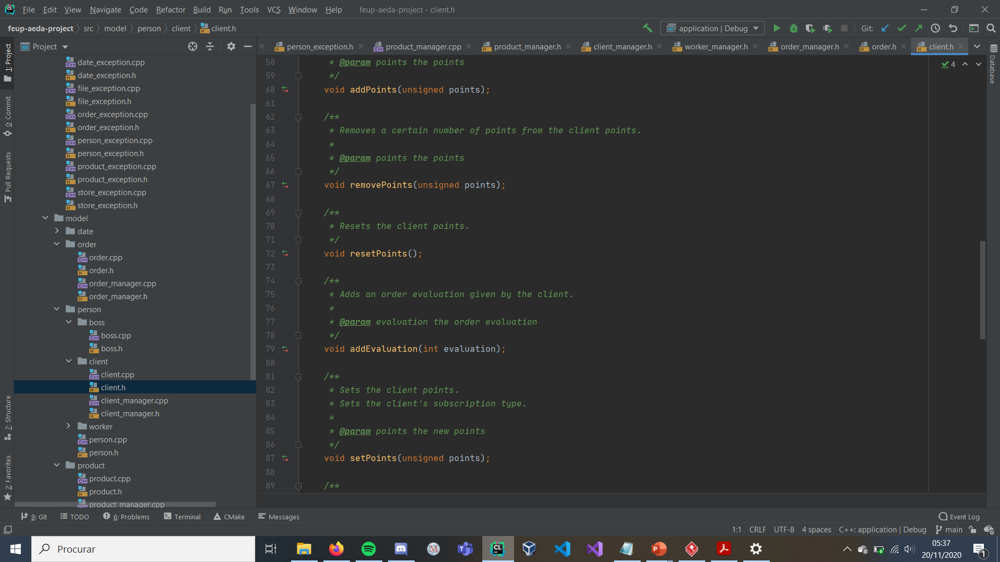 File Edit View Navigate Code Refactor Build Run Tools VCS Window Help feup-aeda-project - client.h
feup-aeda-project src model person client client.h application | Debug Git:
Project
person_exception.h product_manager.cpp product_manager.h client_manager.h worker_manager.h order_manager.h order.h client.h
1: Project
0: Commit
Pull Requests
7: Structure
2: Favorites
date_exception.cpp
date_exception.h
file_exception.cpp
file_exception.h
order_exception.cpp
order_exception.h
person_exception.cpp
person_exception.h
product_exception.cpp
product_exception.h
store_exception.cpp
store_exception.h
model
date
order
order.cpp
order.h
order_manager.cpp
order_manager.h
person
boss
boss.cpp
boss.h
client
client.cpp
client.h
client_manager.cpp
client_manager.h
worker
person.cpp
person.h
product
product.cpp
product.h
product_manager.cpp
58 * @param points the points
59 */
60 void addPoints(unsigned points);
61
62 /**
63 * Removes a certain number of points from the client points.
64 *
65 * @param points the points
66 */
67 void removePoints(unsigned points);
68
69 /**
70 * Resets the client points.
71 */
72 void resetPoints();
73
74 /**
75 * Adds an order evaluation given by the client.
76 *
77 * @param evaluation the order evaluation
78 */
79 void addEvaluation(int evaluation);
80
81 /**
82 * Sets the client points.
83 * Sets the client's subscription type.
84 *
85 * @param points the new points
86 */
87 void setPoints(unsigned points);
88
89 /**
4
Database
9: Git TODO 6: Problems Terminal CMake Messages Event Log
1:1 CRLF UTF-8 4 spaces C++: application | Debug main
Procurar
05:37
20/11/2020
1